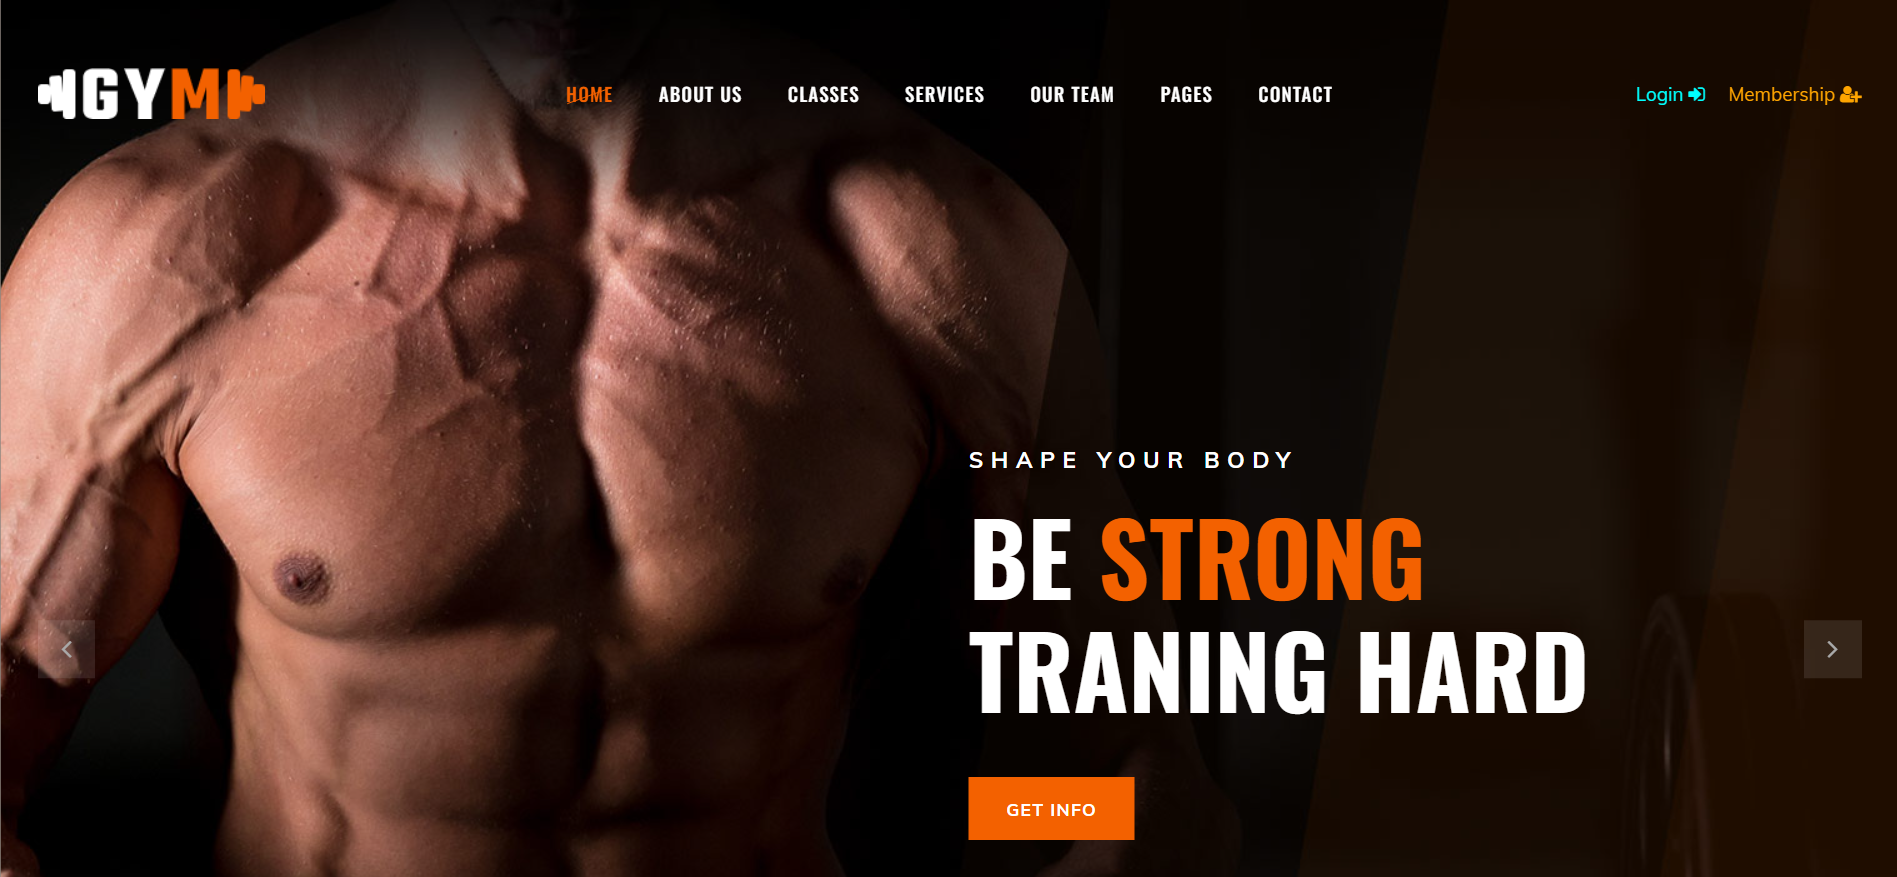 GYM
HOME ABOUT US CLASSES SERVICES OUR TEAM PAGES CONTACT
Login Membership
SHAPE YOUR BODY
BE STRONG
TRANING HARD
GET INFO